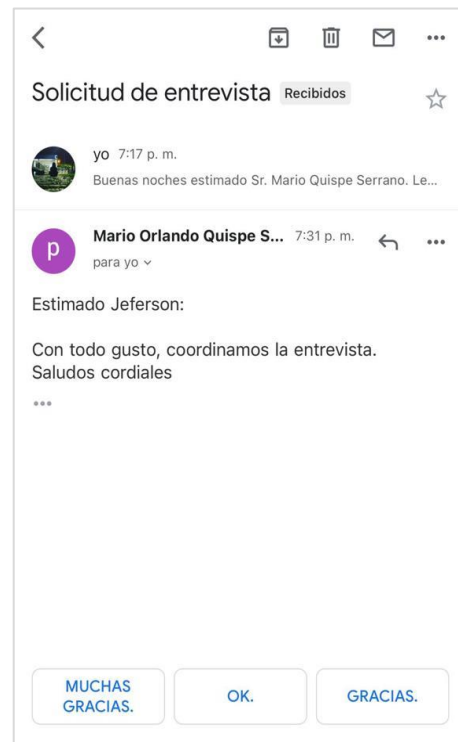 Solicitud de entrevista Recibidos
yo 7:17 p. m.
Buenas noches estimado Sr. Mario Quispe Serrano. Le...
p
Mario Orlando Quispe S... 7:31 p. m.
para yo
Estimado Jeferson:
Con todo gusto, coordinamos la entrevista.
Saludos cordiales
MUCHAS
GRACIAS.
OK.
GRACIAS.